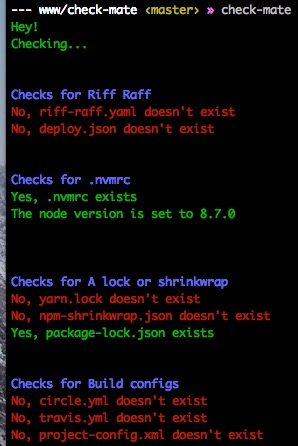 --- www/check-mate <master> » check-mate
Hey!
Checking...
Checks for Riff Raff
No, riff-raff.yaml doesn't exist
No, deploy.json doesn't exist
Checks for .nvmrc
Yes, .nvmrc exists
The node version is set to 8.7.0
Checks for A lock or shrinkwrap
No, yarn.lock doesn't exist
No, npm-shrinkwrap.json doesn't exist
Yes, package-lock.json exists
Checks for Build configs
No, circle.yml doesn't exist
No, travis.yml doesn't exist
No, project-config.xml doesn't exist